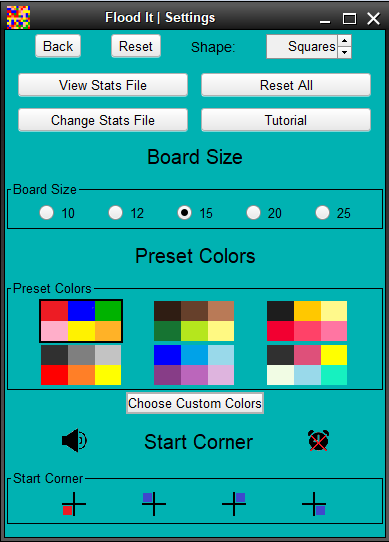 Flood It | Settings
Back Reset Shape: Squares
View Stats File Reset All
Change Stats File Tutorial
Board Size
Board Size
10 12 15 20 25
Preset Colors
Preset Colors
Choose Custom Colors
Start Corner
Start Corner